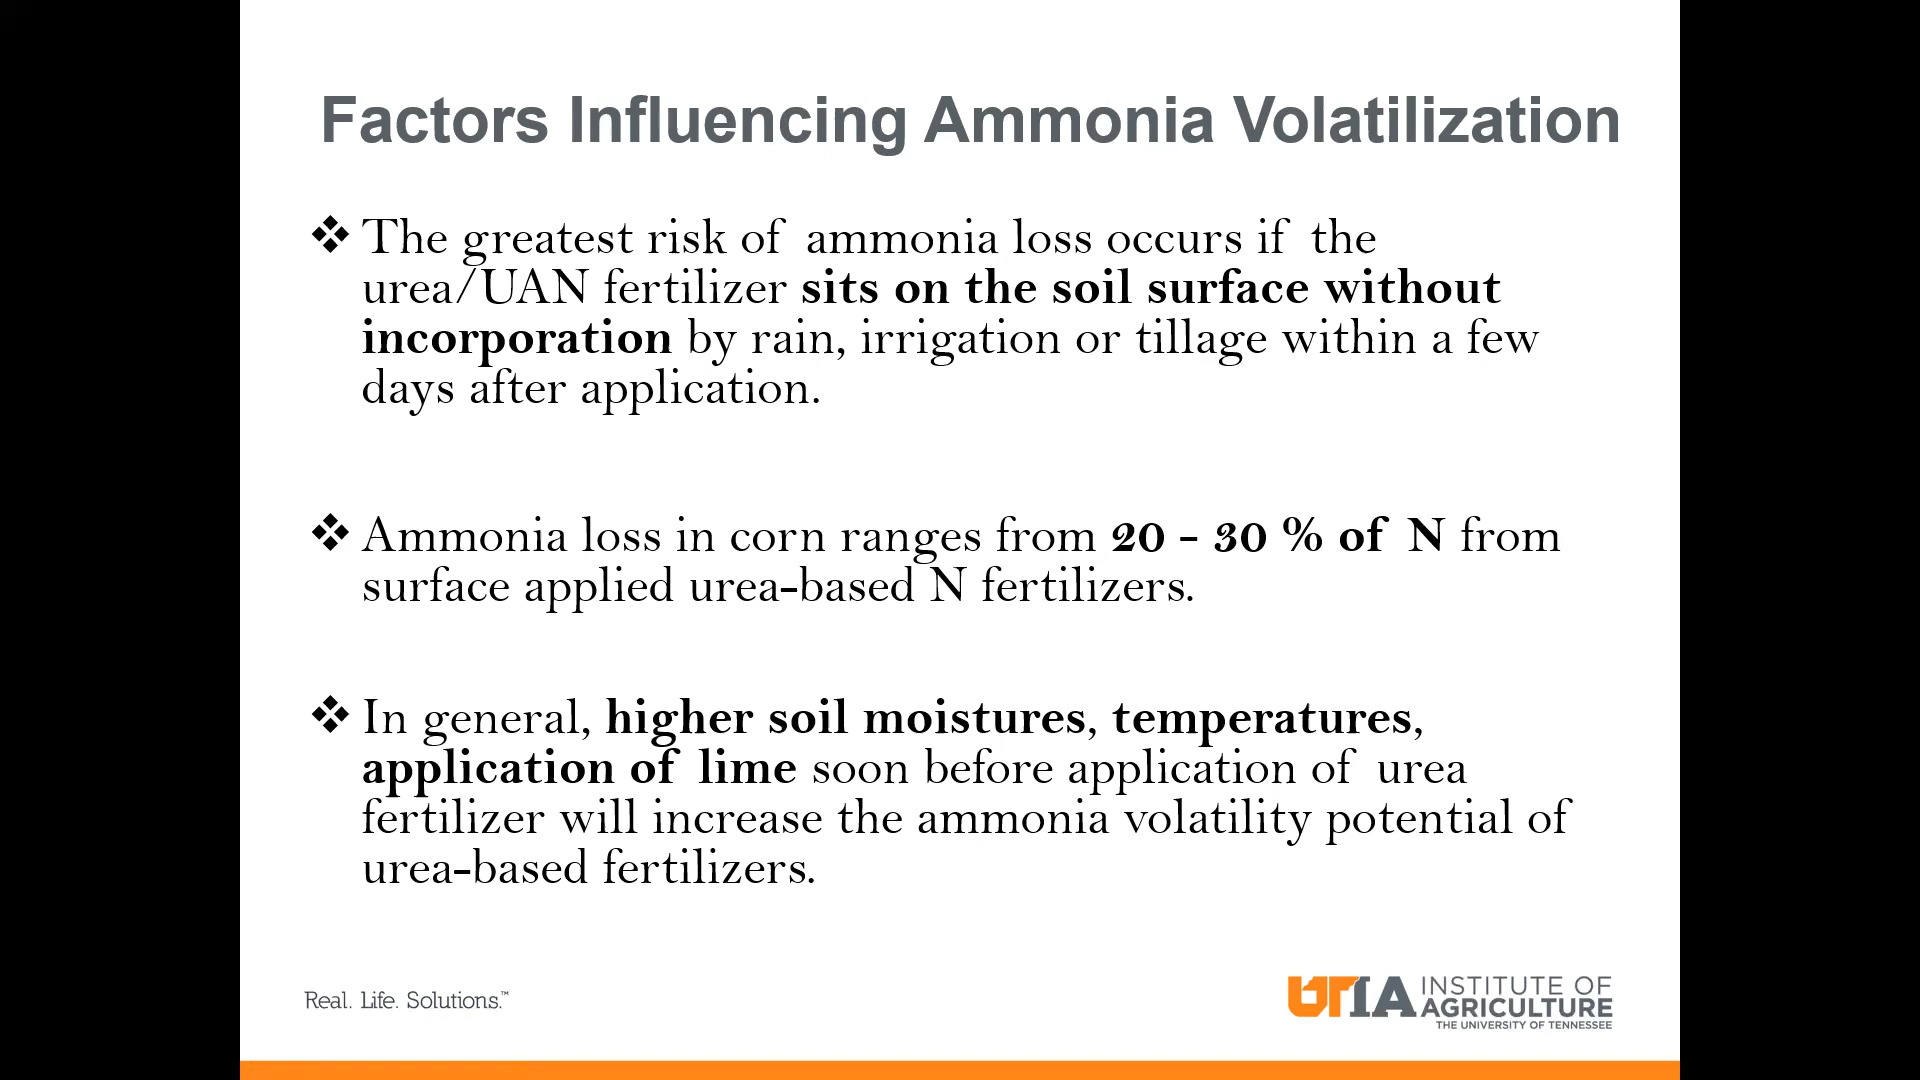 Factors Influencing Ammonia Volatilization
❖ The greatest risk of ammonia loss occurs if the
urea/UAN fertilizer sits on the soil surface without
incorporation by rain, irrigation or tillage within a few
days after application.
❖ Ammonia loss in corn ranges from 20 - 30 % of N from
surface applied urea-based N fertilizers.
❖ In general, higher soil moistures, temperatures,
application of lime soon before application of urea
fertilizer will increase the ammonia volatility potential of
urea-based fertilizers.
Real. Life. Solutions.™
UTIA INSTITUTE OF
AGRICULTURE
THE UNIVERSITY OF TENNESSEE